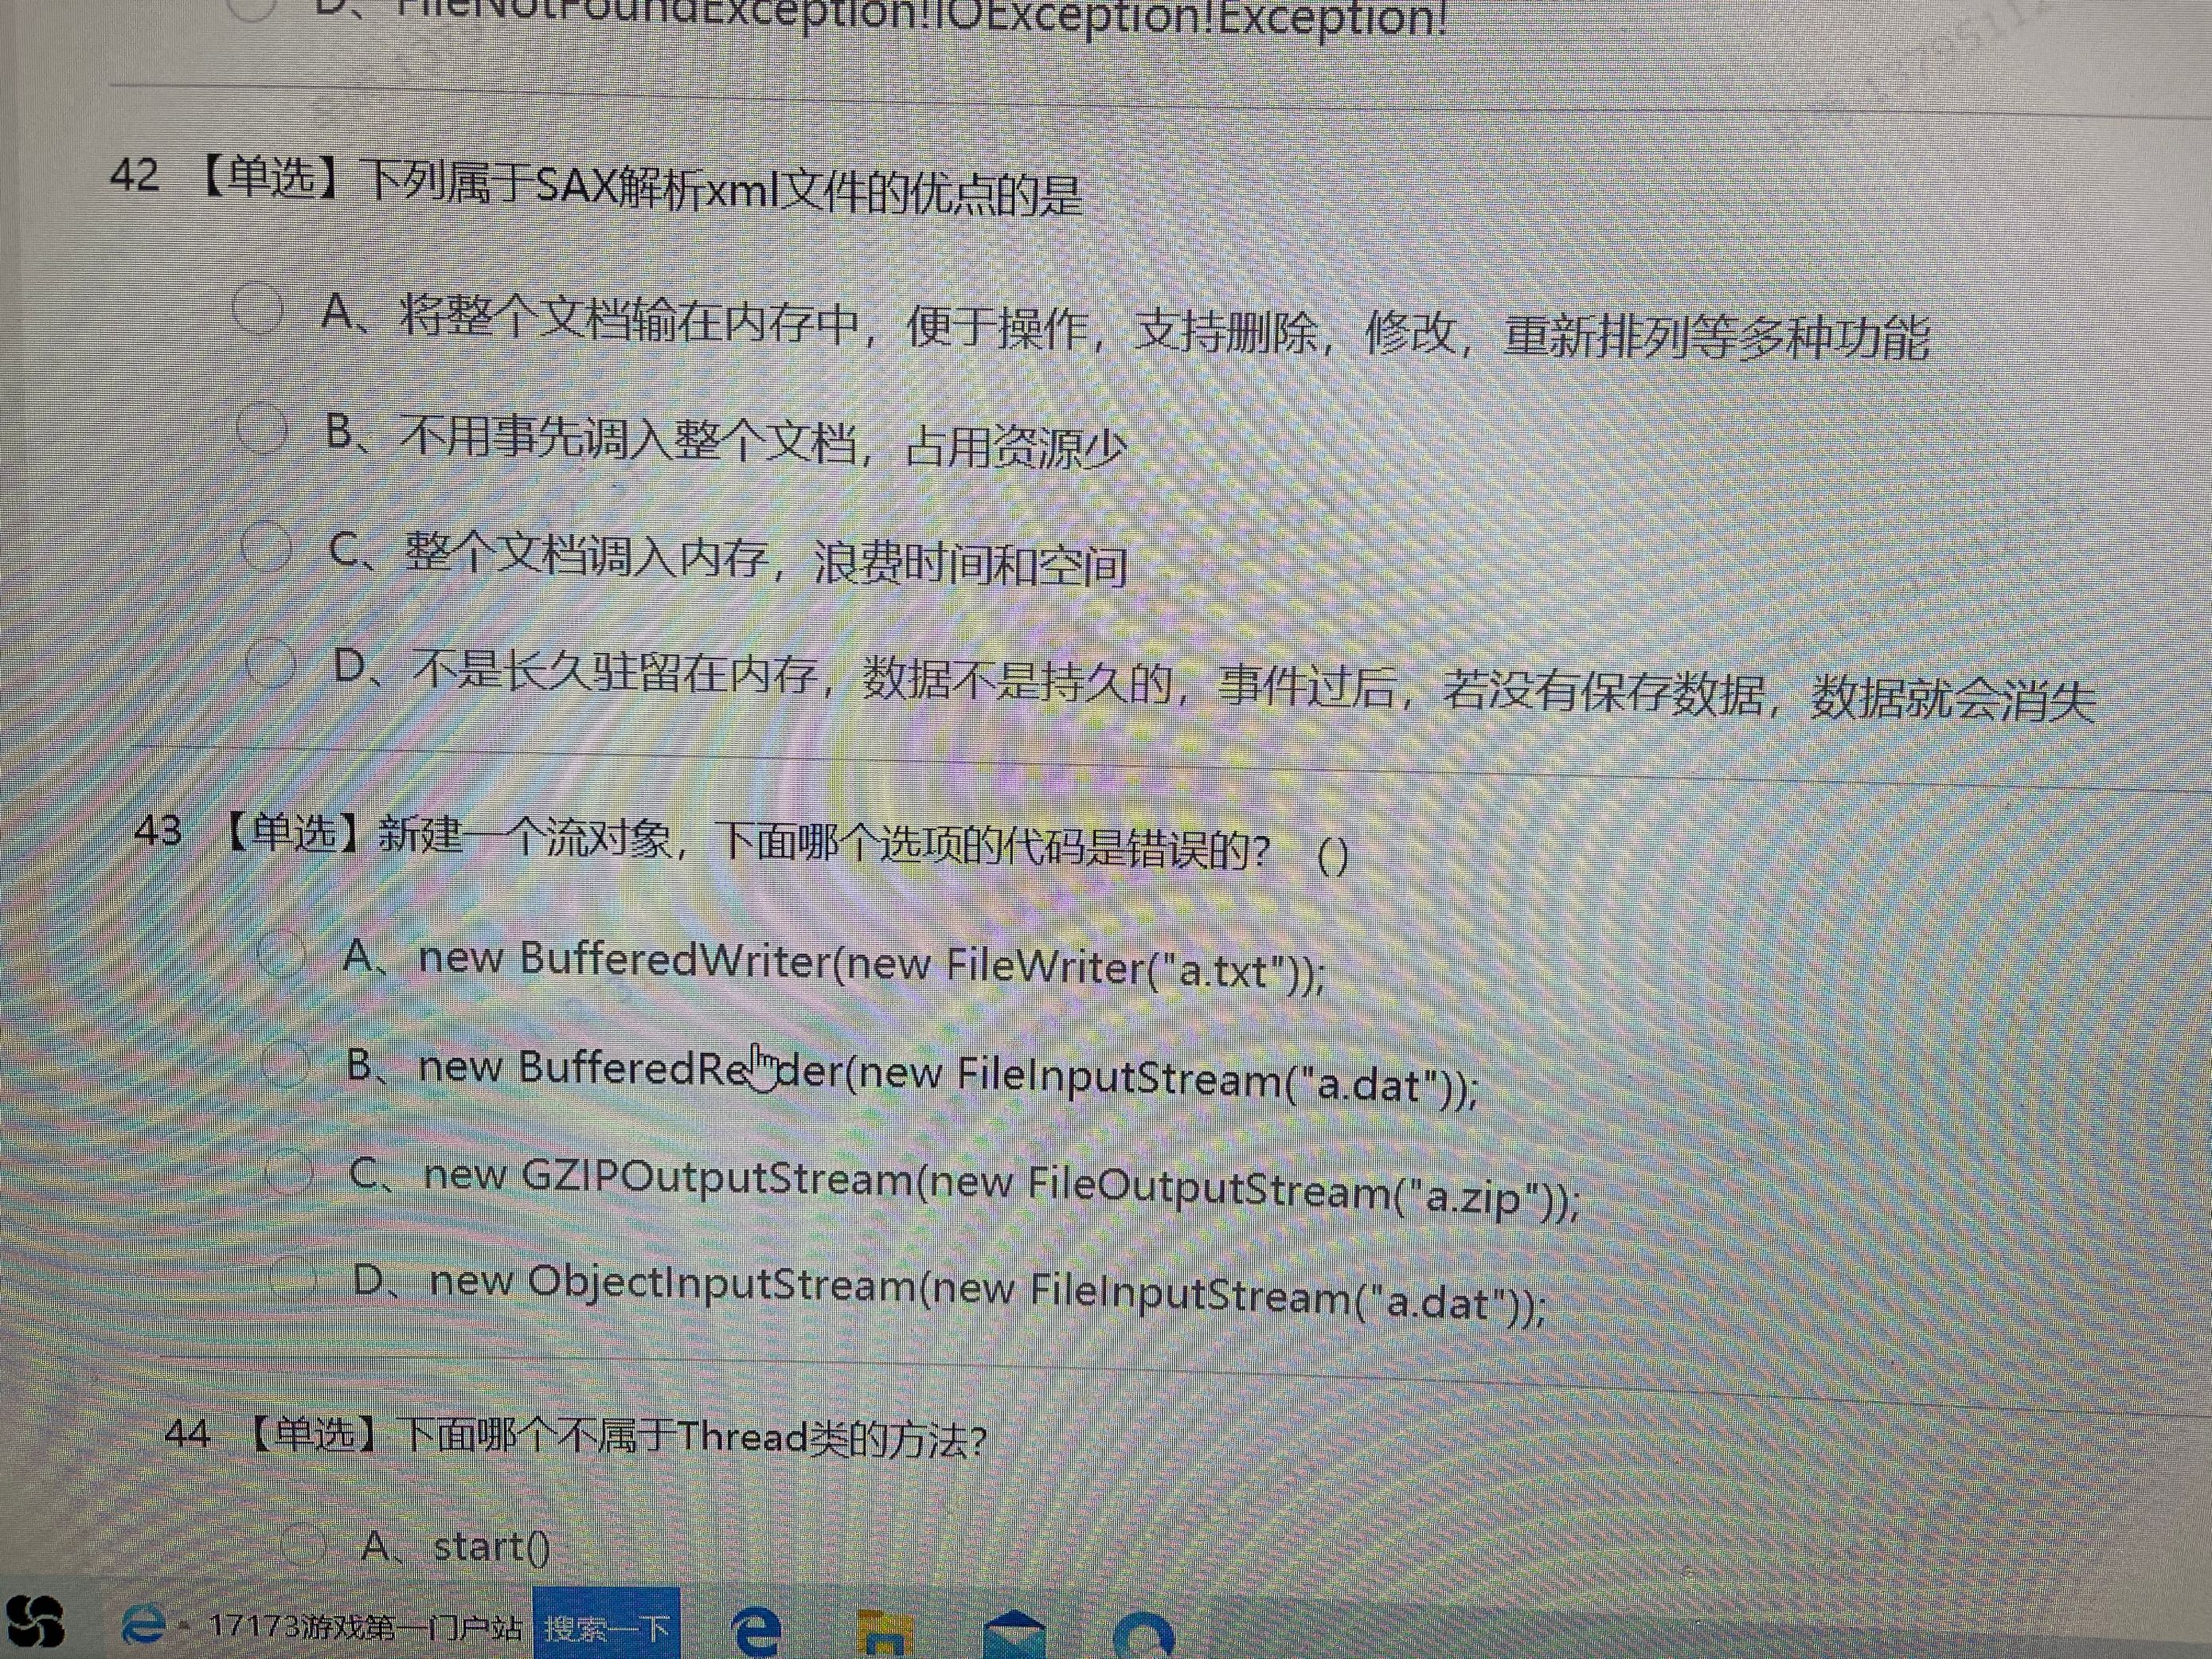 D、FileNotFoundException!IOException!Exception!
42 【单选】下列属于SAX解析xml文件的优点的是
A、将整个文档输在内存中，便于操作，支持删除，修改，重新排列等多种功能
B、不用事先调入整个文档，占用资源少
C、整个文档调入内存，浪费时间和空间
D、不是长久驻留在内存，数据不是持久的，事件过后，若没有保存数据，数据就会消失
43 【单选】新建一个流对象，下面哪个选项的代码是错误的？ ()
A、new BufferedWriter(new FileWriter("a.txt"));
B、new BufferedReader(new FileInputStream("a.dat"));
C、new GZIPOutputStream(new FileOutputStream("a.zip"));
D、new ObjectInputStream(new FileInputStream("a.dat"));
44 【单选】下面哪个不属于Thread类的方法?
A、start()
17173游戏第一门户站 搜索一下